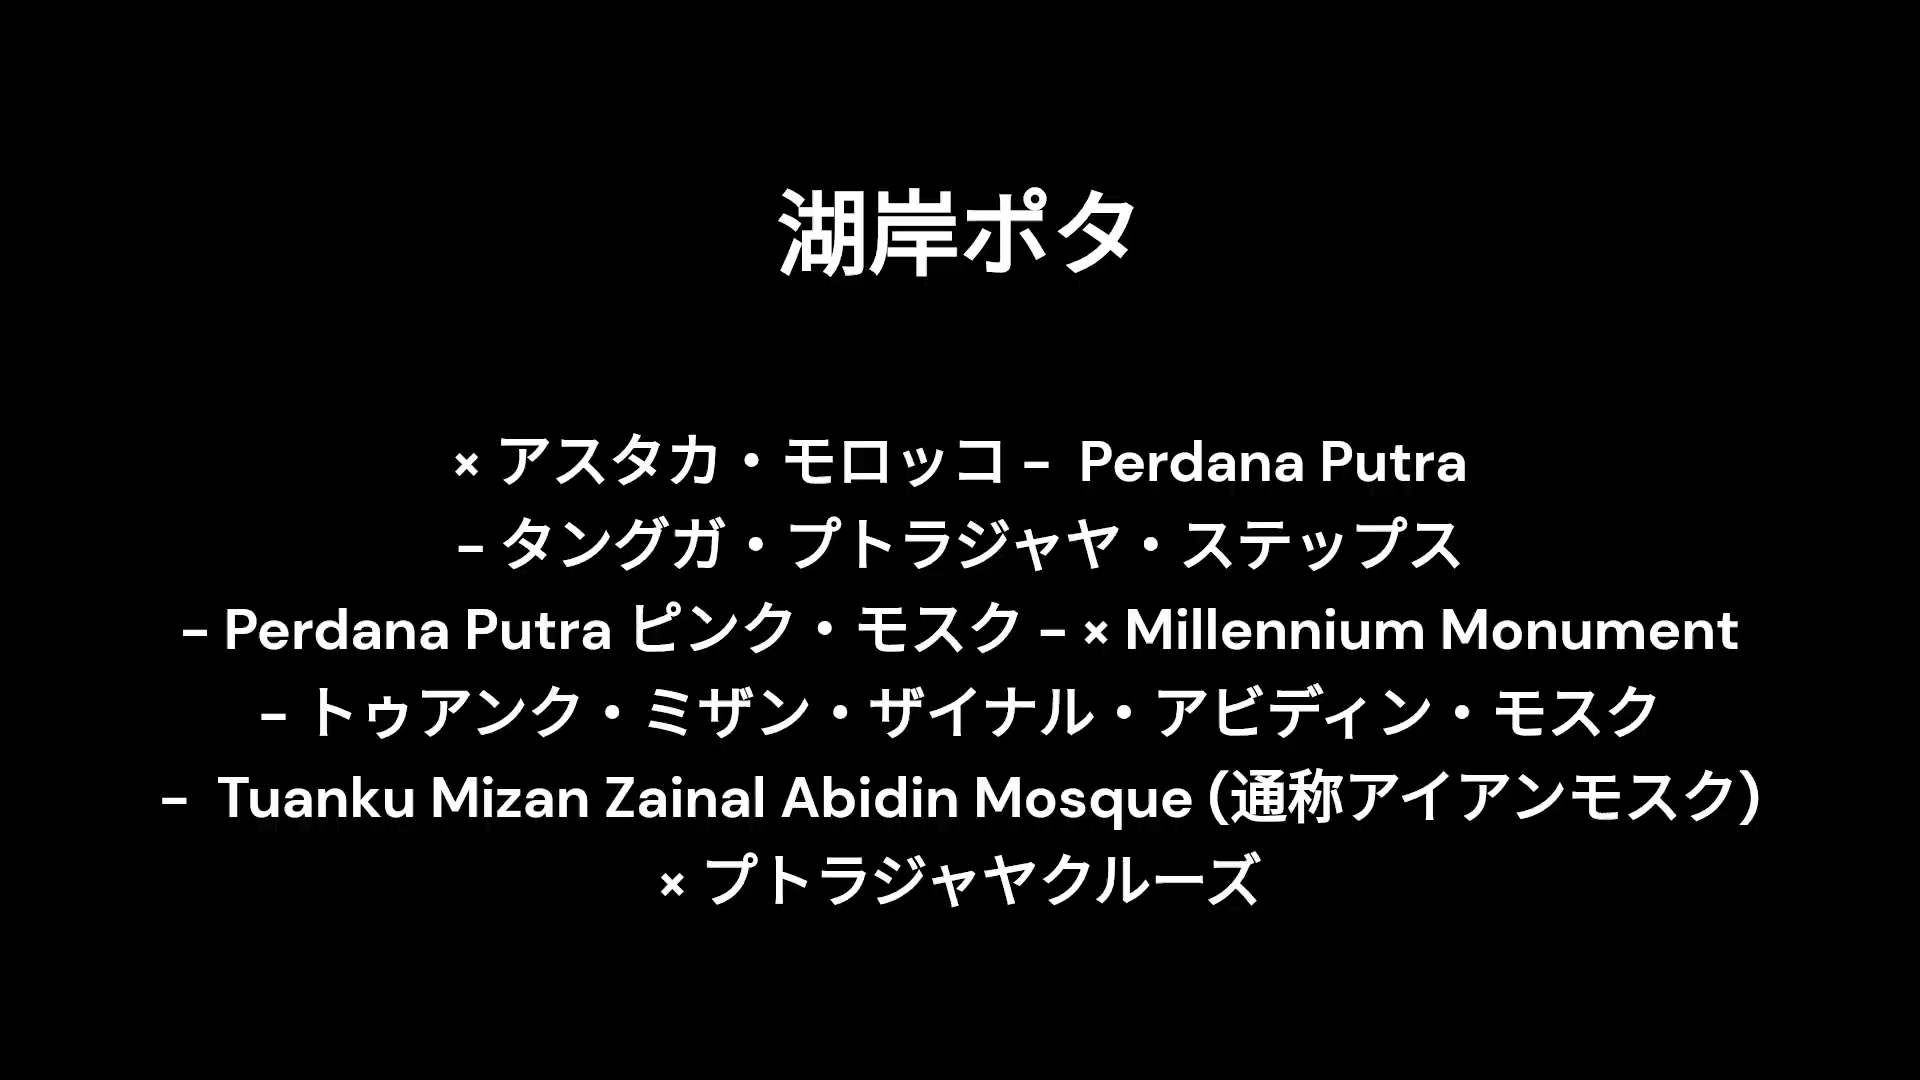 湖岸ポタ
× アスタカ・モロッコ – Perdana Putra
– タングガ・プトラジャヤ・ステップス
– Perdana Putra ピンク・モスク – × Millennium Monument
– トゥアンク・ミザン・ザイナル・アビディン・モスク
– Tuanku Mizan Zainal Abidin Mosque (通称アイアンモスク)
× プトラジャヤクルーズ